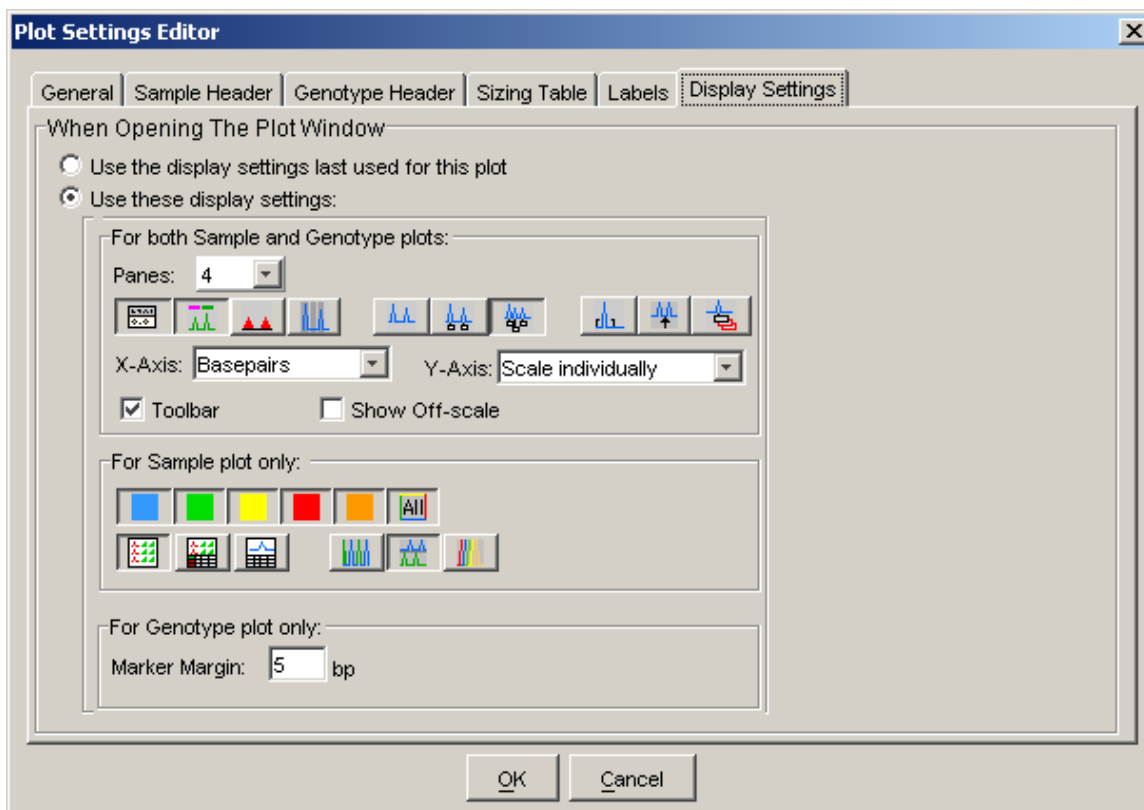 Plot Settings Editor
General Sample Header Genotype Header Sizing Table Labels Display Settings
When Opening The Plot Window
Use the display settings last used for this plot
Use these display settings:
For both Sample and Genotype plots:
Panes: 4
X-Axis: Basepairs Y-Axis: Scale individually
Toolbar Show Off-scale
For Sample plot only:
All
For Genotype plot only:
Marker Margin: 5 bp
OK Cancel